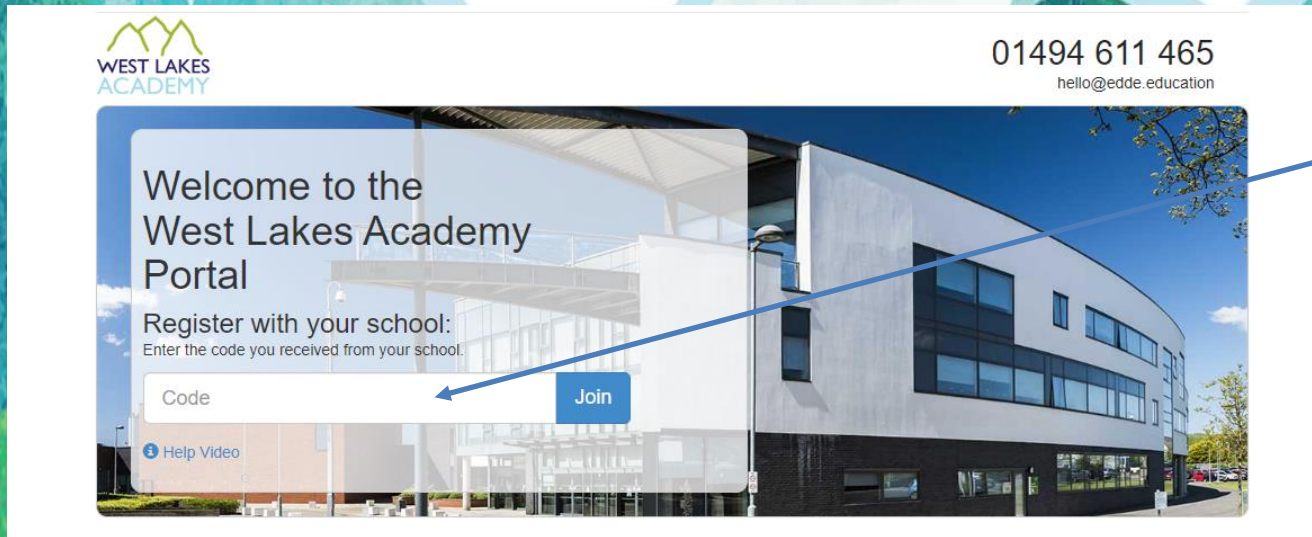 WEST LAKES
ACADEMY
01494 611 465
hello@edde.education
Welcome to the
West Lakes Academy
Portal
Register with your school:
Enter the code you received from your school.
Code
Join
Help Video